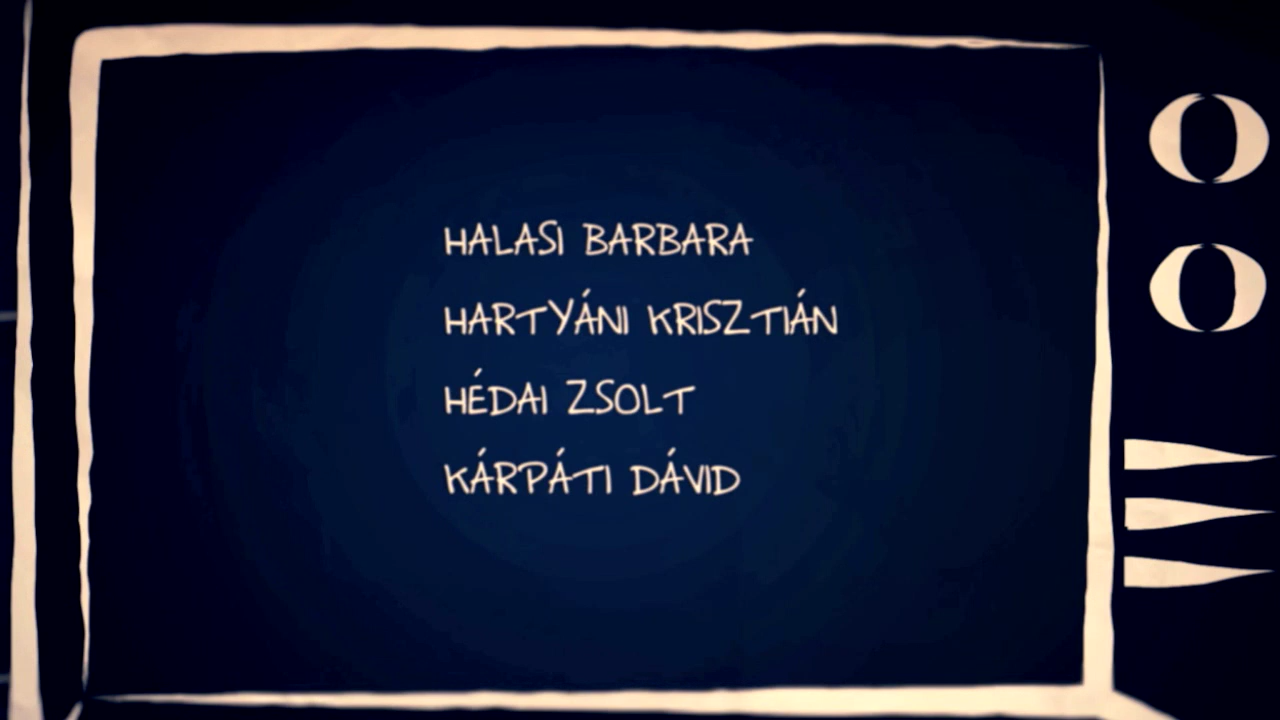 HALASI BARBARA
HARTYÁNI KRISZTIÁN
HÉDAI ZSOLT
KÁRPÁTI DÁVID